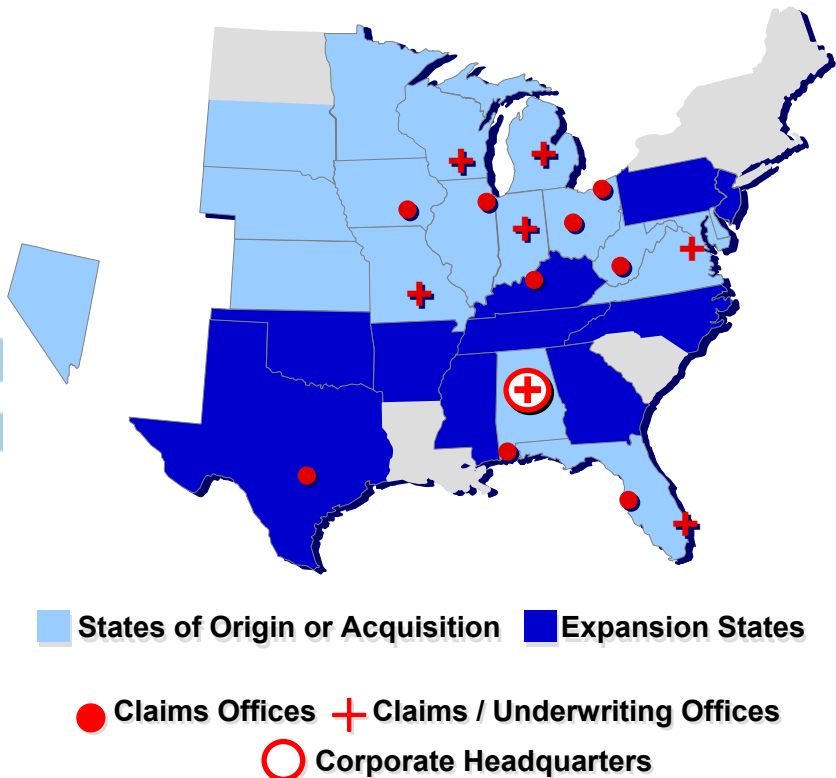 States of Origin or Acquisition Expansion States
Claims Offices Claims / Underwriting Offices
Corporate Headquarters